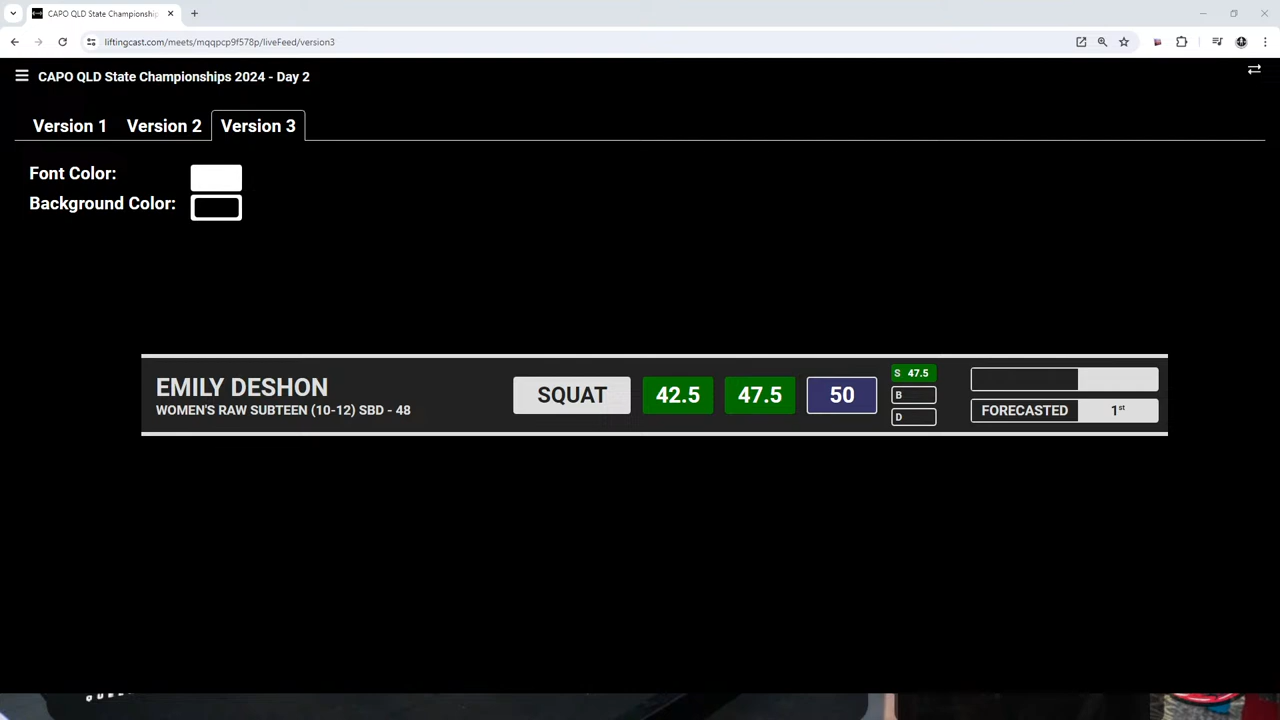 CAPO QLD State Championship
liftingcast.com/meets/mqqpcp9f578p/liveFeed/version3
CAPO QLD State Championships 2024 - Day 2
Version 1 Version 2 Version 3
Font Color:
Background Color:
EMILY DESHON
WOMEN'S RAW SUBTEEN (10-12) SBD - 48
SQUAT 42.5 47.5 50
S 47.5
B
D
FORECASTED 1st